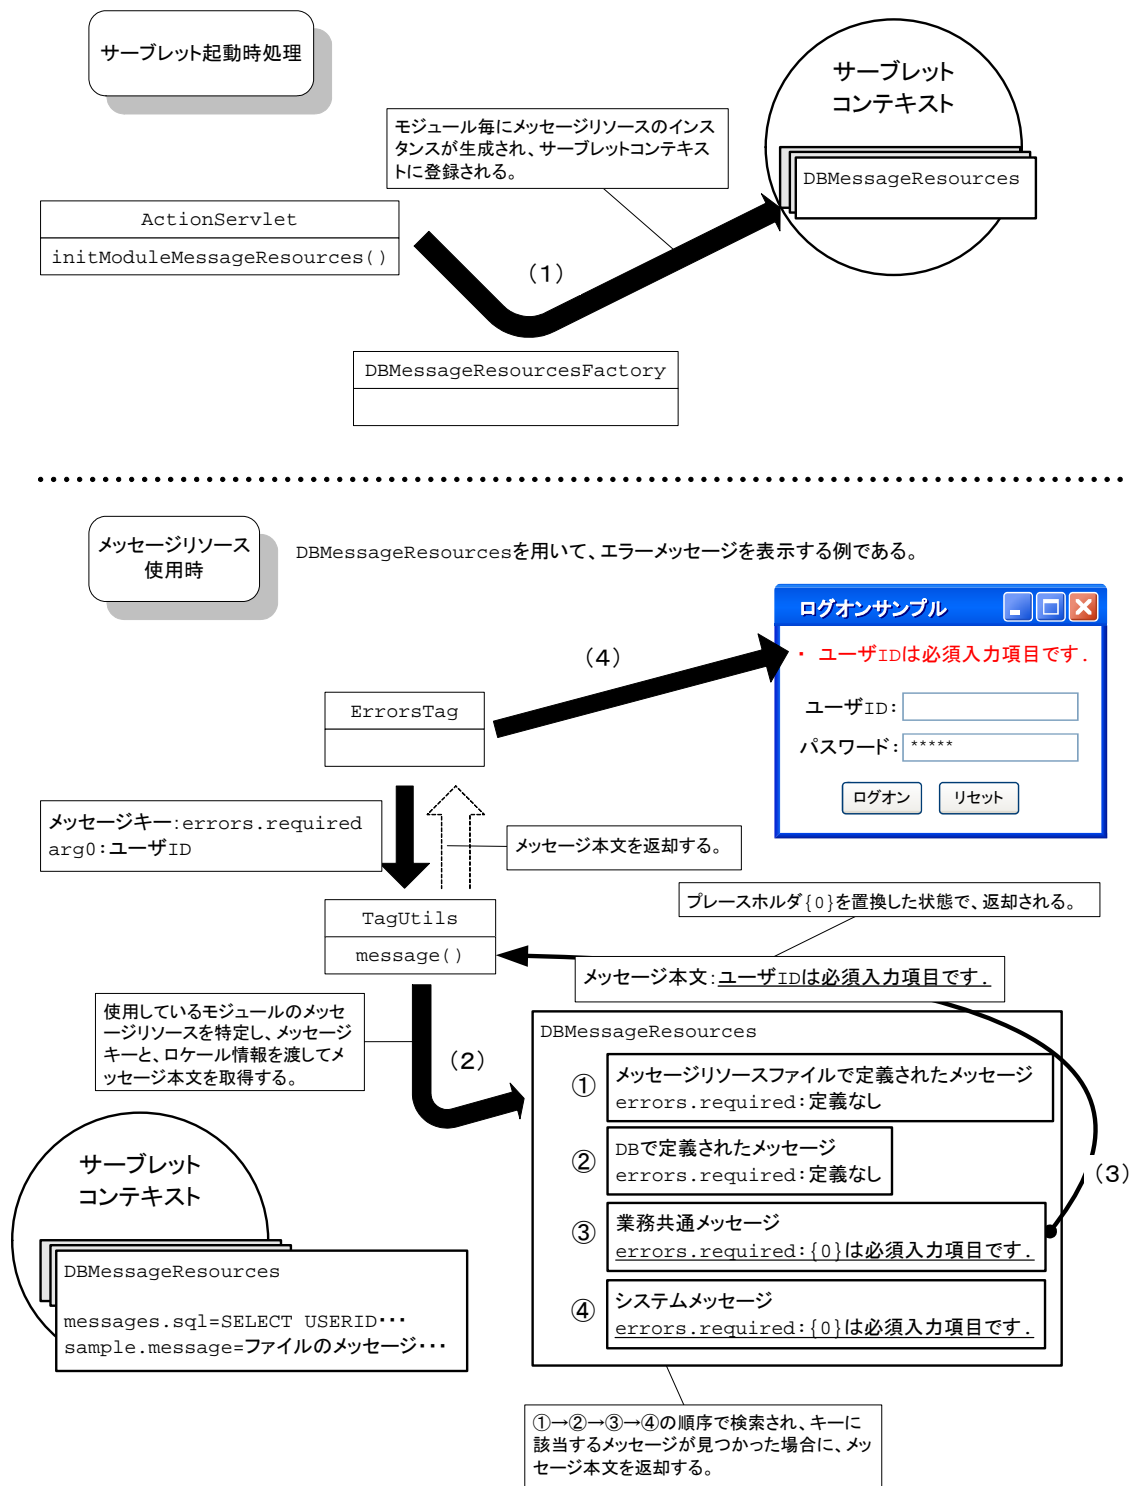 サーブレット起動時処理
サーブレット
コンテキスト
モジュール毎にメッセージリソースのインス
タンスが生成され、サーブレットコンテキス
トに登録される。
DBMessageResources
ActionServlet
initModuleMessageResources()
(1)
DBMessageResourcesFactory
メッセージリソース
使用時
DBMessageResourcesを用いて、エラーメッセージを表示する例である。
ログオンサンプル
(4)
・ ユーザIDは必須入力項目です.
ErrorsTag
ユーザID:
パスワード: *****
ログオン リセット
メッセージキー:errors.required
arg0:ユーザID
メッセージ本文を返却する。
プレースホルダ{0}を置換した状態で、返却される。
TagUtils
message()
メッセージ本文:ユーザIDは必須入力項目です.
使用しているモジュールのメッセ
ージリソースを特定し、メッセージ
キーと、ロケール情報を渡してメ
ッセージ本文を取得する。
(2)
DBMessageResources
① メッセージリソースファイルで定義されたメッセージ
errors.required:定義なし
② DBで定義されたメッセージ
errors.required:定義なし
(3)
③ 業務共通メッセージ
errors.required:{0}は必須入力項目です.
④ システムメッセージ
errors.required:{0}は必須入力項目です.
サーブレット
コンテキスト
DBMessageResources
messages.sql=SELECT USERID・・・
sample.message=ファイルのメッセージ・・・
①→②→③→④の順序で検索され、キーに
該当するメッセージが見つかった場合に、メッ
セージ本文を返却する。